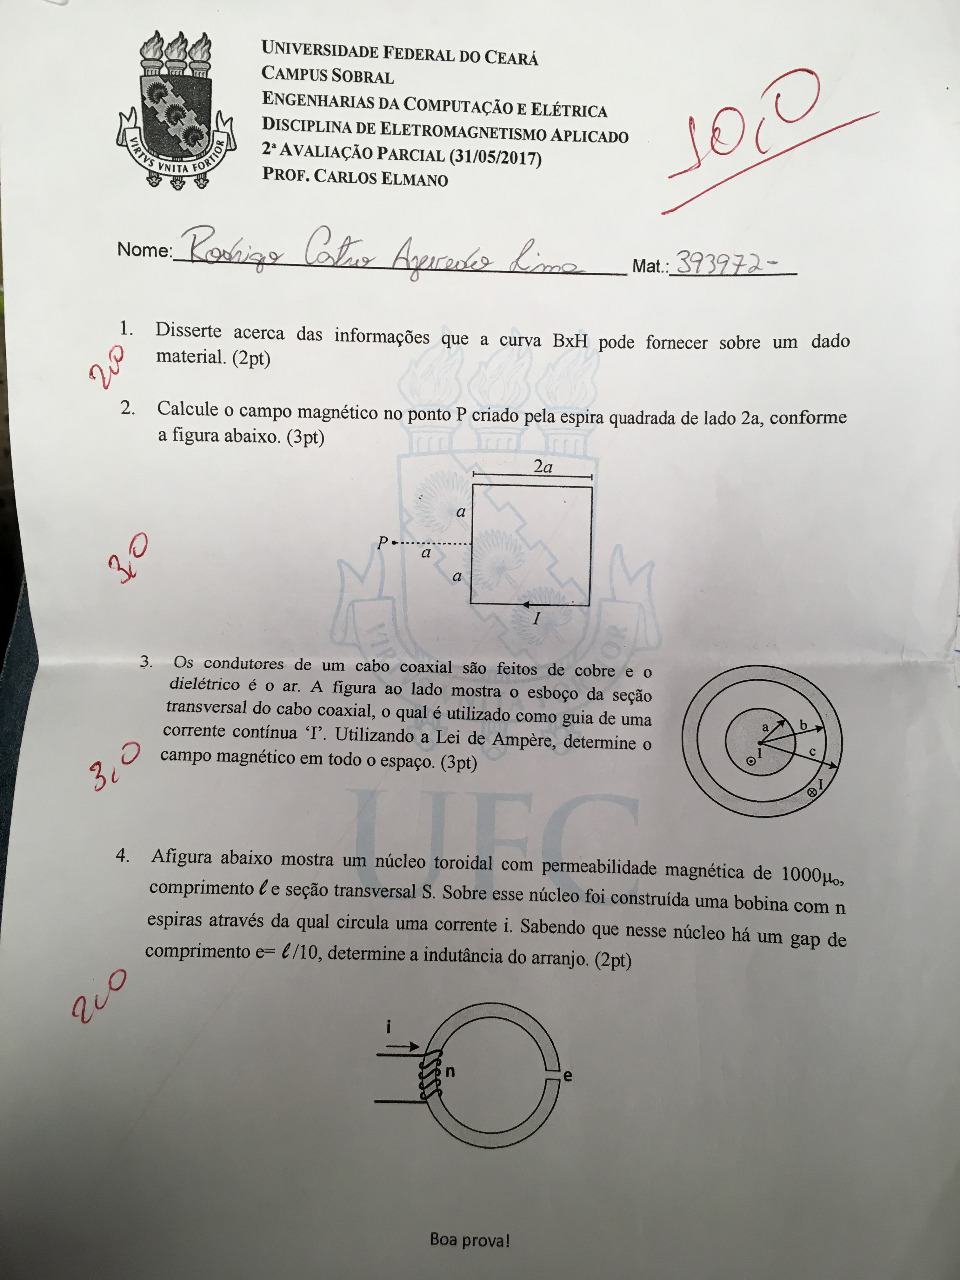 UNIVERSIDADE FEDERAL DO CEARÁ
CAMPUS SOBRAL
ENGENHARIAS DA COMPUTAÇÃO E ELÉTRICA
DISCIPLINA DE ELETROMAGNETISMO APLICADO
2ª AVALIAÇÃO PARCIAL (31/05/2017)
PROF. CARLOS ELMANO
VIRTVS VNITA FORTIOR
10,0
Nome: Rodrigo Castro Azevedo Lima Mat.: 393972-
1. Disserte acerca das informações que a curva BxH pode fornecer sobre um dado
material. (2pt)
2,0
2. Calcule o campo magnético no ponto P criado pela espira quadrada de lado 2a, conforme
a figura abaixo. (3pt)
2a
a
P
a
a
I
3,0
3. Os condutores de um cabo coaxial são feitos de cobre e o
dielétrico é o ar. A figura ao lado mostra o esboço da seção
transversal do cabo coaxial, o qual é utilizado como guia de uma
corrente contínua ‘I’. Utilizando a Lei de Ampère, determine o
campo magnético em todo o espaço. (3pt)
a
b
c
I
I
3,0
UFC
4. Afigura abaixo mostra um núcleo toroidal com permeabilidade magnética de 1000μₒ,
comprimento ℓ e seção transversal S. Sobre esse núcleo foi construída uma bobina com n
espiras através da qual circula uma corrente i. Sabendo que nesse núcleo há um gap de
comprimento e= ℓ/10, determine a indutância do arranjo. (2pt)
2,0
i
n
e
Boa prova!